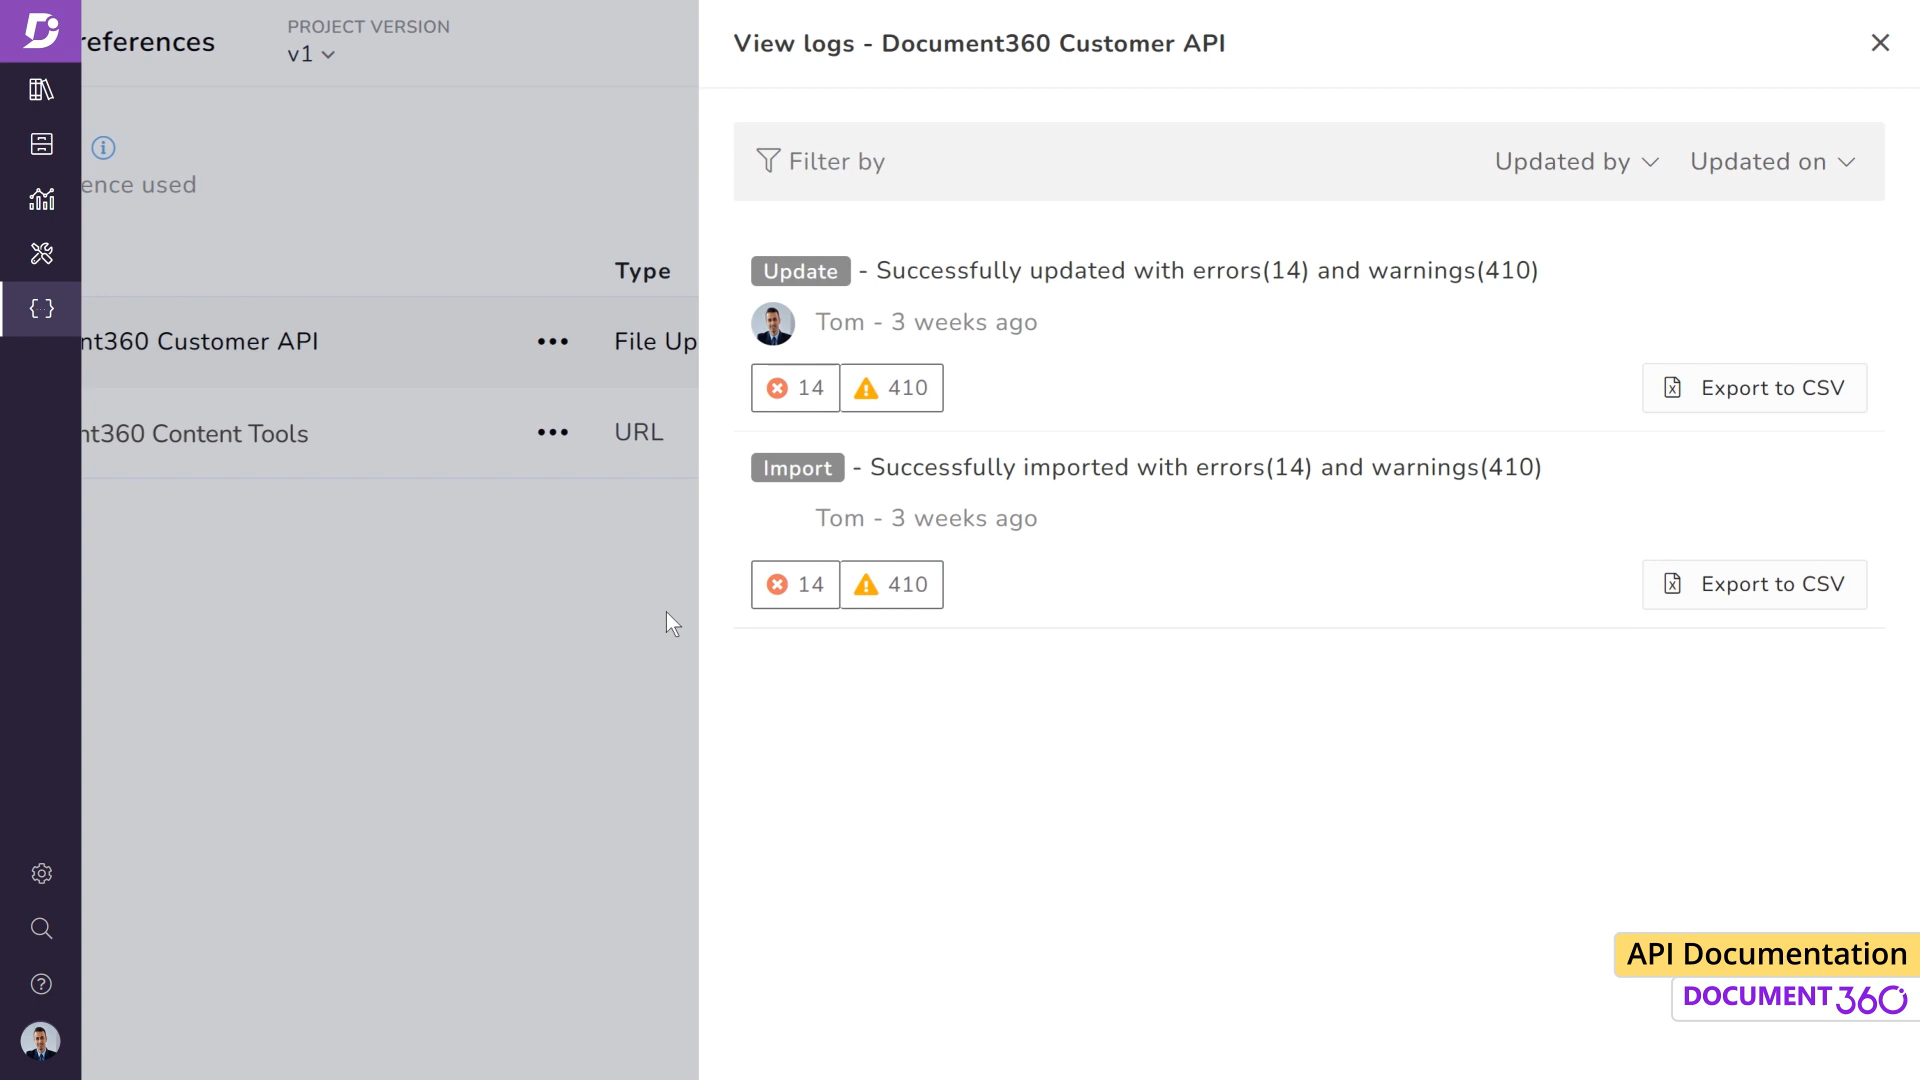 references
PROJECT VERSION
v1
ence used
Type
nt360 Customer API
File Up
nt360 Content Tools
URL
View logs - Document360 Customer API
Filter by
Updated by
Updated on
Update - Successfully updated with errors(14) and warnings(410)
Tom - 3 weeks ago
14
410
Export to CSV
Import - Successfully imported with errors(14) and warnings(410)
Tom - 3 weeks ago
14
410
Export to CSV
API Documentation
DOCUMENT360